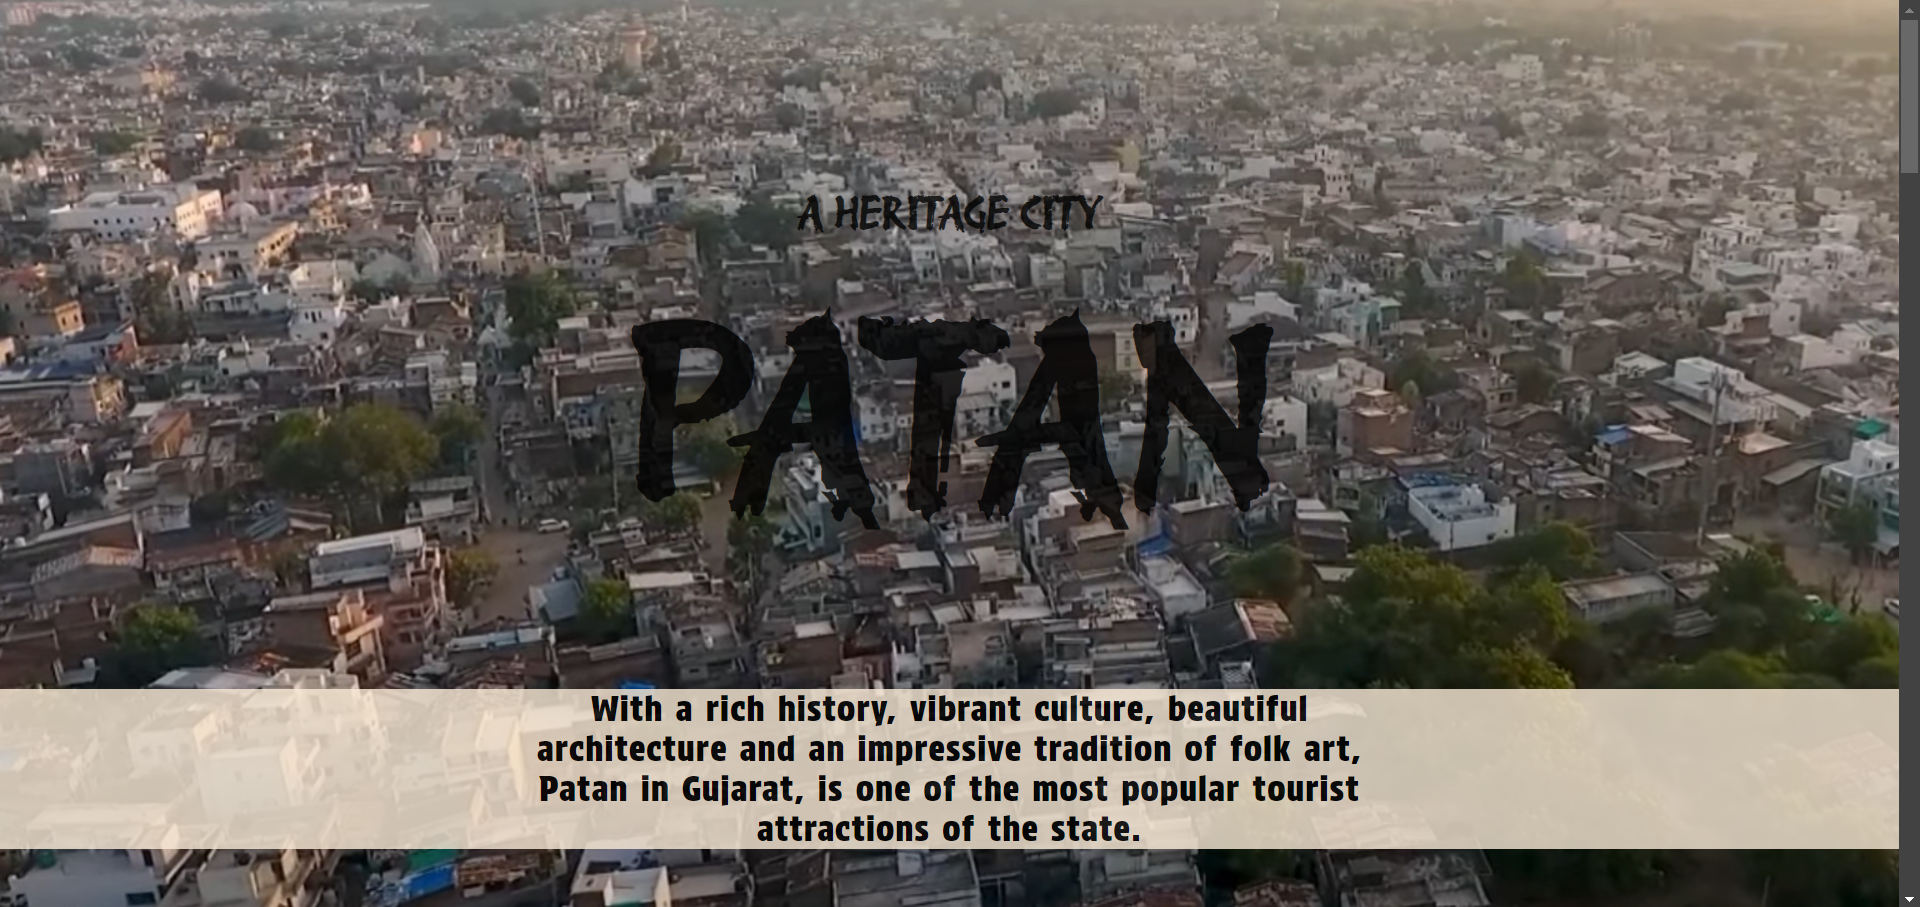 A HERITAGE CITY
PATAN
With a rich history, vibrant culture, beautiful
architecture and an impressive tradition of folk art,
Patan in Gujarat, is one of the most popular tourist
attractions of the state.